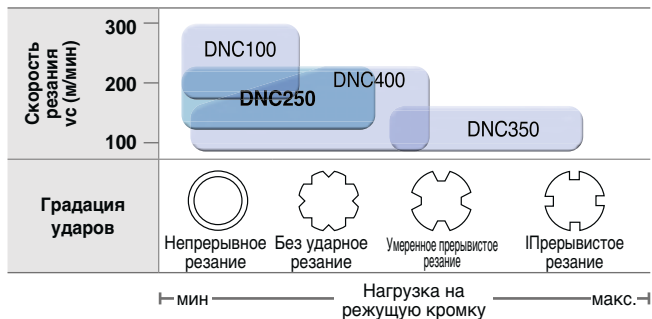 Скорость
резания
vc (м/мин)
300
200
100
DNC100
DNC400
DNC250
DNC350
Градация
ударов
Непрерывное
резание
Без ударное
резание
Умеренное прерывистое
резание
IПрерывистое
резание
мин
Нагрузка на
режущую кромку
макс.